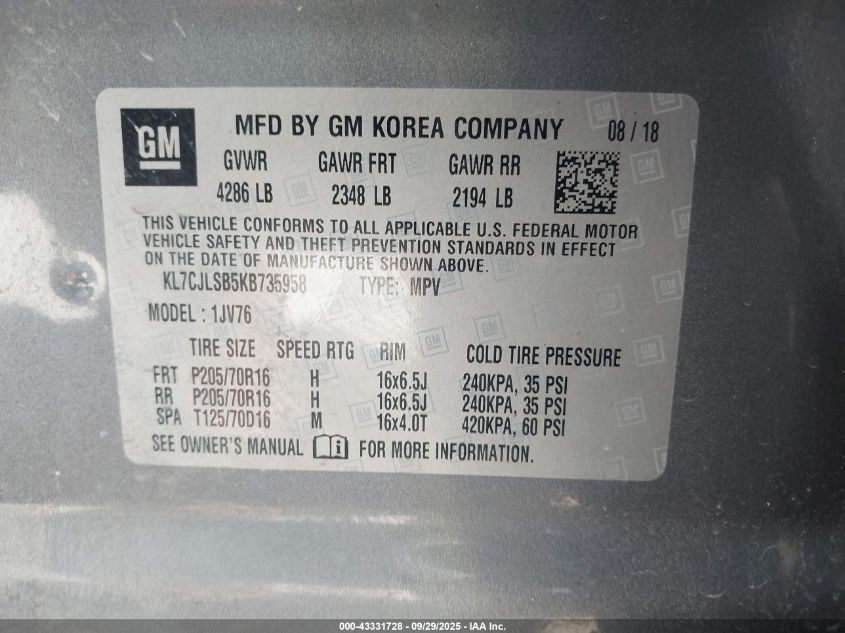 GM
MFD BY GM KOREA COMPANY 08 / 18
GVWR GAWR FRT GAWR RR
4286 LB 2348 LB 2194 LB
THIS VEHICLE CONFORMS TO ALL APPLICABLE U.S. FEDERAL MOTOR
VEHICLE SAFETY AND THEFT PREVENTION STANDARDS IN EFFECT
ON THE DATE OF MANUFACTURE SHOWN ABOVE.
KL7CJLSB5KB735958 TYPE: MPV
MODEL : 1JV76
TIRE SIZE SPEED RTG RIM COLD TIRE PRESSURE
FRT P205/70R16 H 16x6.5J 240KPA, 35 PSI
RR P205/70R16 H 16x6.5J 240KPA, 35 PSI
SPA T125/70D16 M 16x4.0T 420KPA, 60 PSI
SEE OWNER'S MANUAL i FOR MORE INFORMATION.
000-43331728 - 09/29/2025 - IAA Inc.